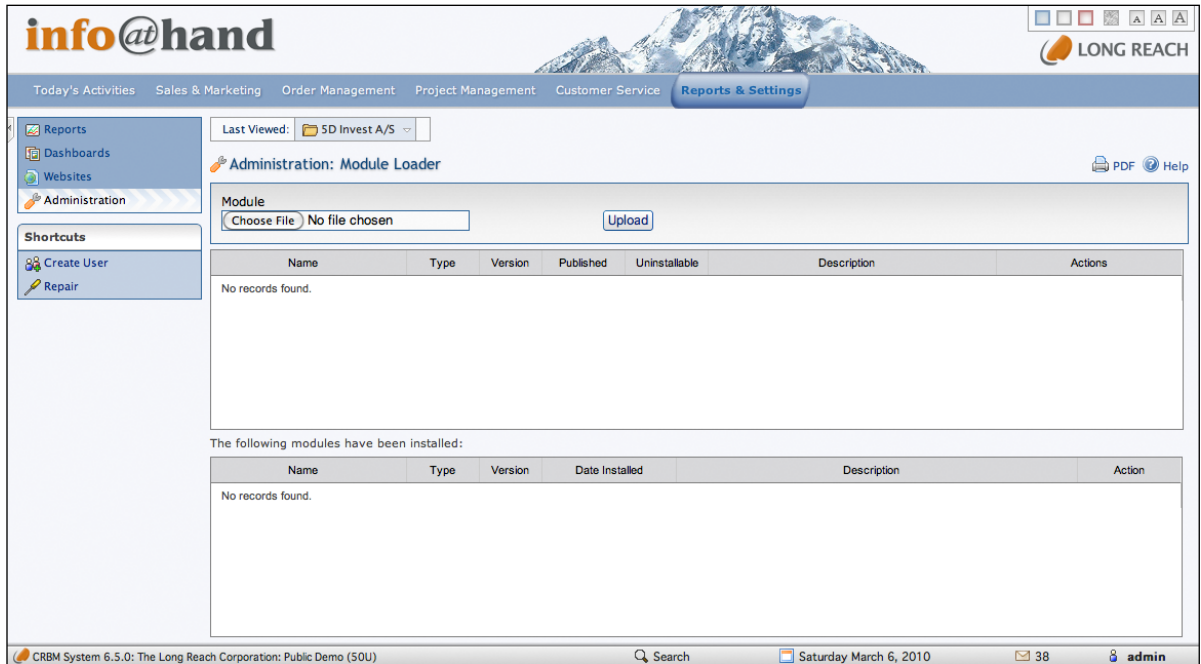 info@hand
A A A
LONG REACH
Today's Activities Sales & Marketing Order Management Project Management Customer Service Reports & Settings
Reports
Dashboards
Websites
Administration
Shortcuts
Create User
Repair
Last Viewed: 5D Invest A/S
Administration: Module Loader
PDF Help
Module
Choose File No file chosen Upload
Name Type Version Published Uninstallable Description Actions
No records found.
The following modules have been installed:
Name Type Version Date Installed Description Action
No records found.
CRBM System 6.5.0: The Long Reach Corporation: Public Demo (50U) Search Saturday March 6, 2010 38 admin